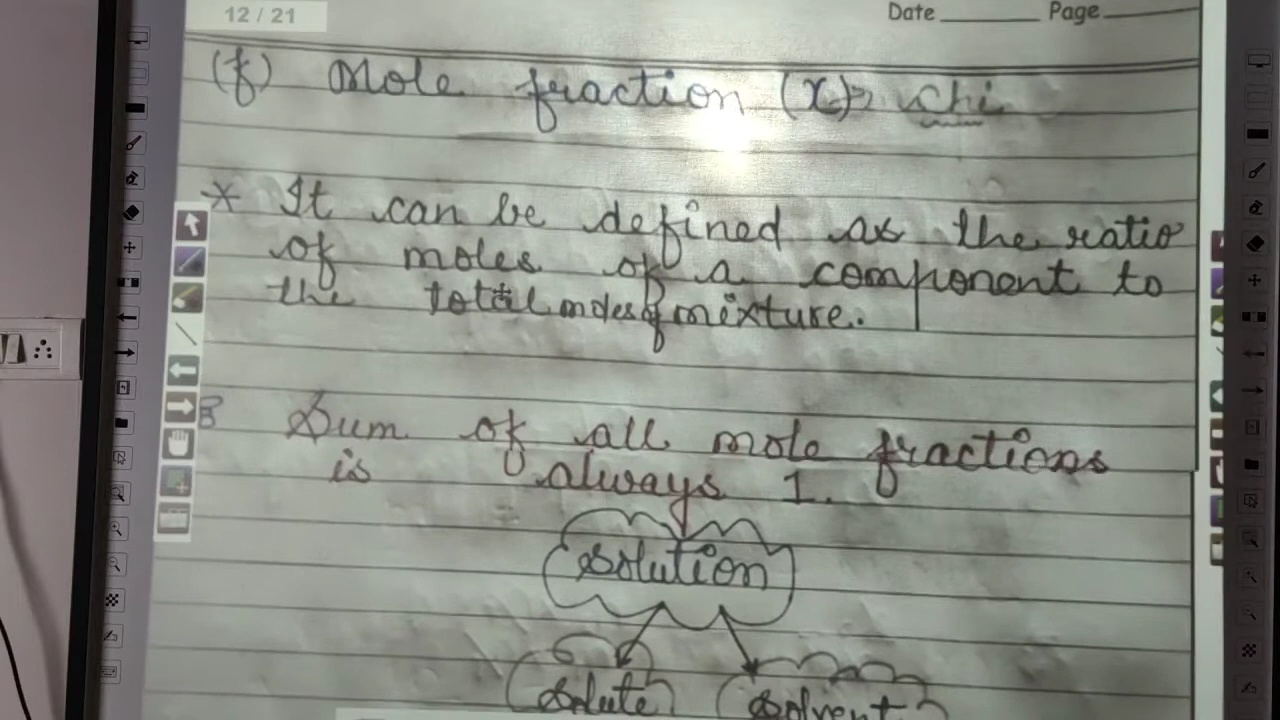 12 / 21
Date Page
(f) Mole fraction (x) = chi
* It can be defined as the ratio
of moles of a component to
the total moles of mixture.
Sum of all mole fractions
is always 1.
Solution
Solute Solvent